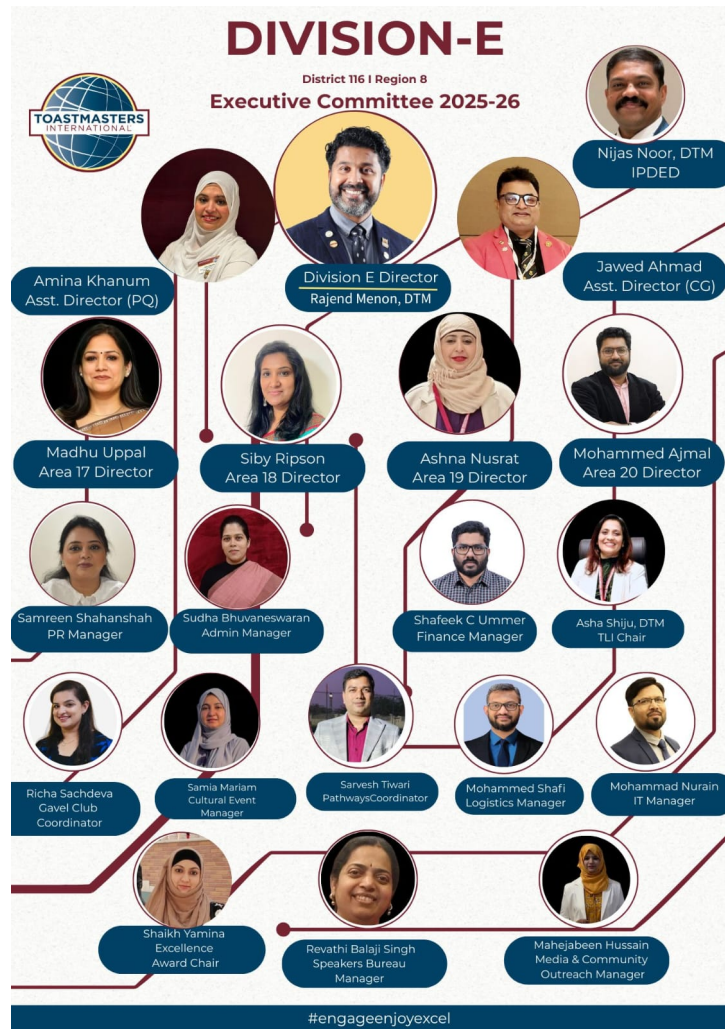 DIVISION-E
District 116 I Region 8
Executive Committee 2025-26
TOASTMASTERS
INTERNATIONAL
Nijas Noor, DTM
IPDED
Amina Khanum
Asst. Director (PQ)
Division E Director
Rajend Menon, DTM
Jawed Ahmad
Asst. Director (CG)
Madhu Uppal
Area 17 Director
Siby Ripson
Area 18 Director
Ashna Nusrat
Area 19 Director
Mohammed Ajmal
Area 20 Director
Samreen Shahanshah
PR Manager
Sudha Bhuvaneswaran
Admin Manager
Shafeek C Ummer
Finance Manager
Asha Shiju, DTM
TLI Chair
Richa Sachdeva
Gavel Club
Coordinator
Samia Mariam
Cultural Event
Manager
Sarvesh Tiwari
PathwaysCoordinator
Mohammed Shafi
Logistics Manager
Mohammad Nurain
IT Manager
Shaikh Yamina
Excellence
Award Chair
Revathi Balaji Singh
Speakers Bureau
Manager
Mahejabeen Hussain
Media & Community
Outreach Manager
#engageenjoyexcel